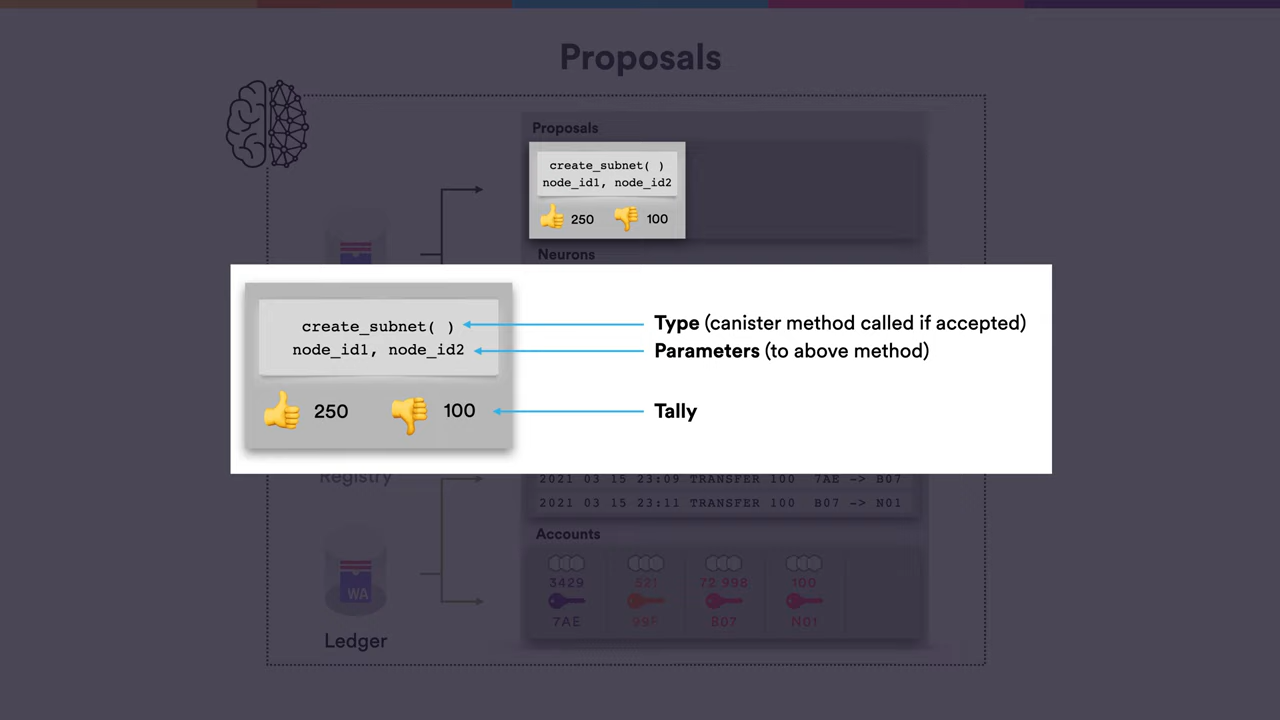 Proposals
Proposals
create_subnet( )
node_id1, node_id2
250 100
Neurons
create_subnet( )
node_id1, node_id2
250 100
Type (canister method called if accepted)
Parameters (to above method)
Tally
Registry
2021 03 15 23:09 TRANSFER 100 7AE -> B07
2021 03 15 23:11 TRANSFER 100 B07 -> N01
Accounts
3429 521 72 998 100
7AE 99F B07 N01
WA
Ledger